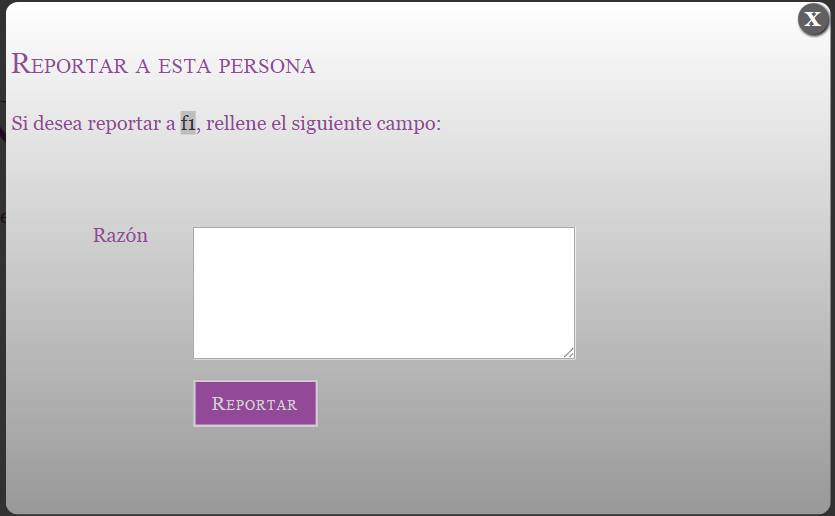 X
Reportar a esta persona
Si desea reportar a f1, rellene el siguiente campo:
Razón
Reportar